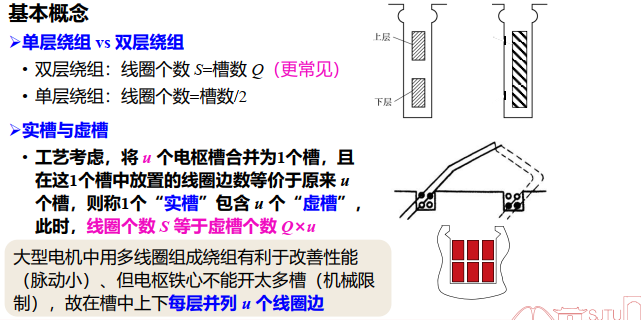 基本概念
➢单层绕组 vs 双层绕组
• 双层绕组：线圈个数 S=槽数 Q（更常见）
• 单层绕组：线圈个数=槽数/2
➢实槽与虚槽
• 工艺考虑，将 u 个电枢槽合并为1个槽，且
在这1个槽中放置的线圈边数等价于原来 u
个槽，则称1个“实槽”包含 u 个“虚槽”，
此时，线圈个数 S 等于虚槽个数 Q×u
大型电机中用多线圈组成绕组有利于改善性能
（脉动小）、但电枢铁心不能开太多槽（机械限
制），故在槽中上下每层并列 u 个线圈边
上层
下层
SJTU